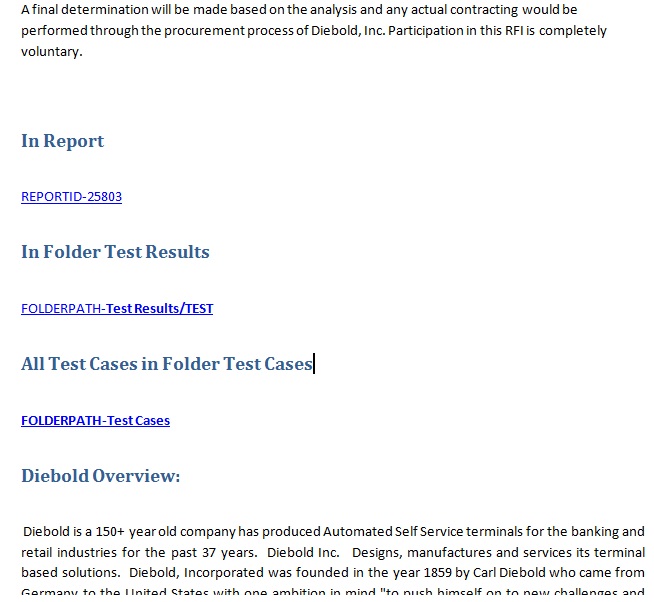 A final determination will be made based on the analysis and any actual contracting would be
performed through the procurement process of Diebold, Inc. Participation in this RFI is completely
voluntary.
In Report
REPORTID-25803
In Folder Test Results
FOLDERPATH-Test Results/TEST
All Test Cases in Folder Test Cases
FOLDERPATH-Test Cases
Diebold Overview:
Diebold is a 150+ year old company has produced Automated Self Service terminals for the banking and
retail industries for the past 37 years. Diebold Inc. Designs, manufactures and services its terminal
based solutions. Diebold, Incorporated was founded in the year 1859 by Carl Diebold who came from
Germany to the United States with one ambition in mind "to push himself on to new challenges and